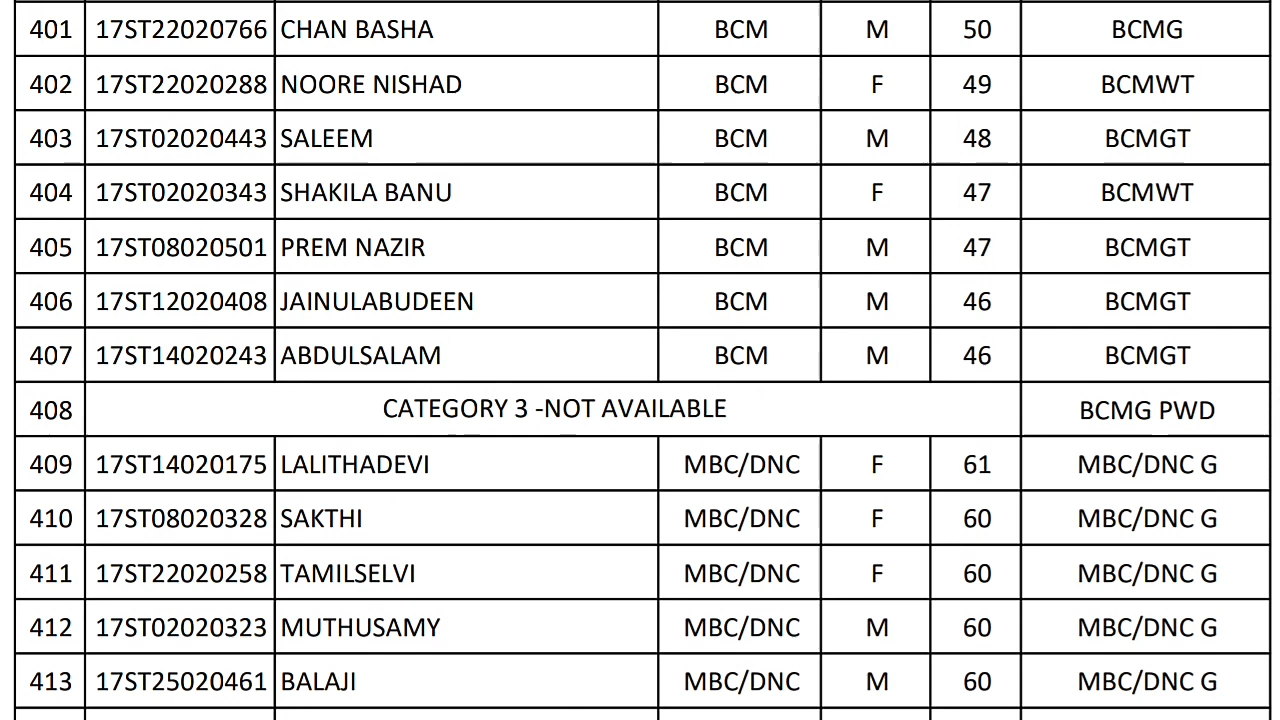 401 17ST22020766 CHAN BASHA BCM M 50 BCMG
402 17ST22020288 NOORE NISHAD BCM F 49 BCMWT
403 17ST02020443 SALEEM BCM M 48 BCMGT
404 17ST02020343 SHAKILA BANU BCM F 47 BCMWT
405 17ST08020501 PREM NAZIR BCM M 47 BCMGT
406 17ST12020408 JAINULABUDEEN BCM M 46 BCMGT
407 17ST14020243 ABDULSALAM BCM M 46 BCMGT
408 CATEGORY 3 -NOT AVAILABLE BCMG PWD
409 17ST14020175 LALITHADEVI MBC/DNC F 61 MBC/DNC G
410 17ST08020328 SAKTHI MBC/DNC F 60 MBC/DNC G
411 17ST22020258 TAMILSELVI MBC/DNC F 60 MBC/DNC G
412 17ST02020323 MUTHUSAMY MBC/DNC M 60 MBC/DNC G
413 17ST25020461 BALAJI MBC/DNC M 60 MBC/DNC G